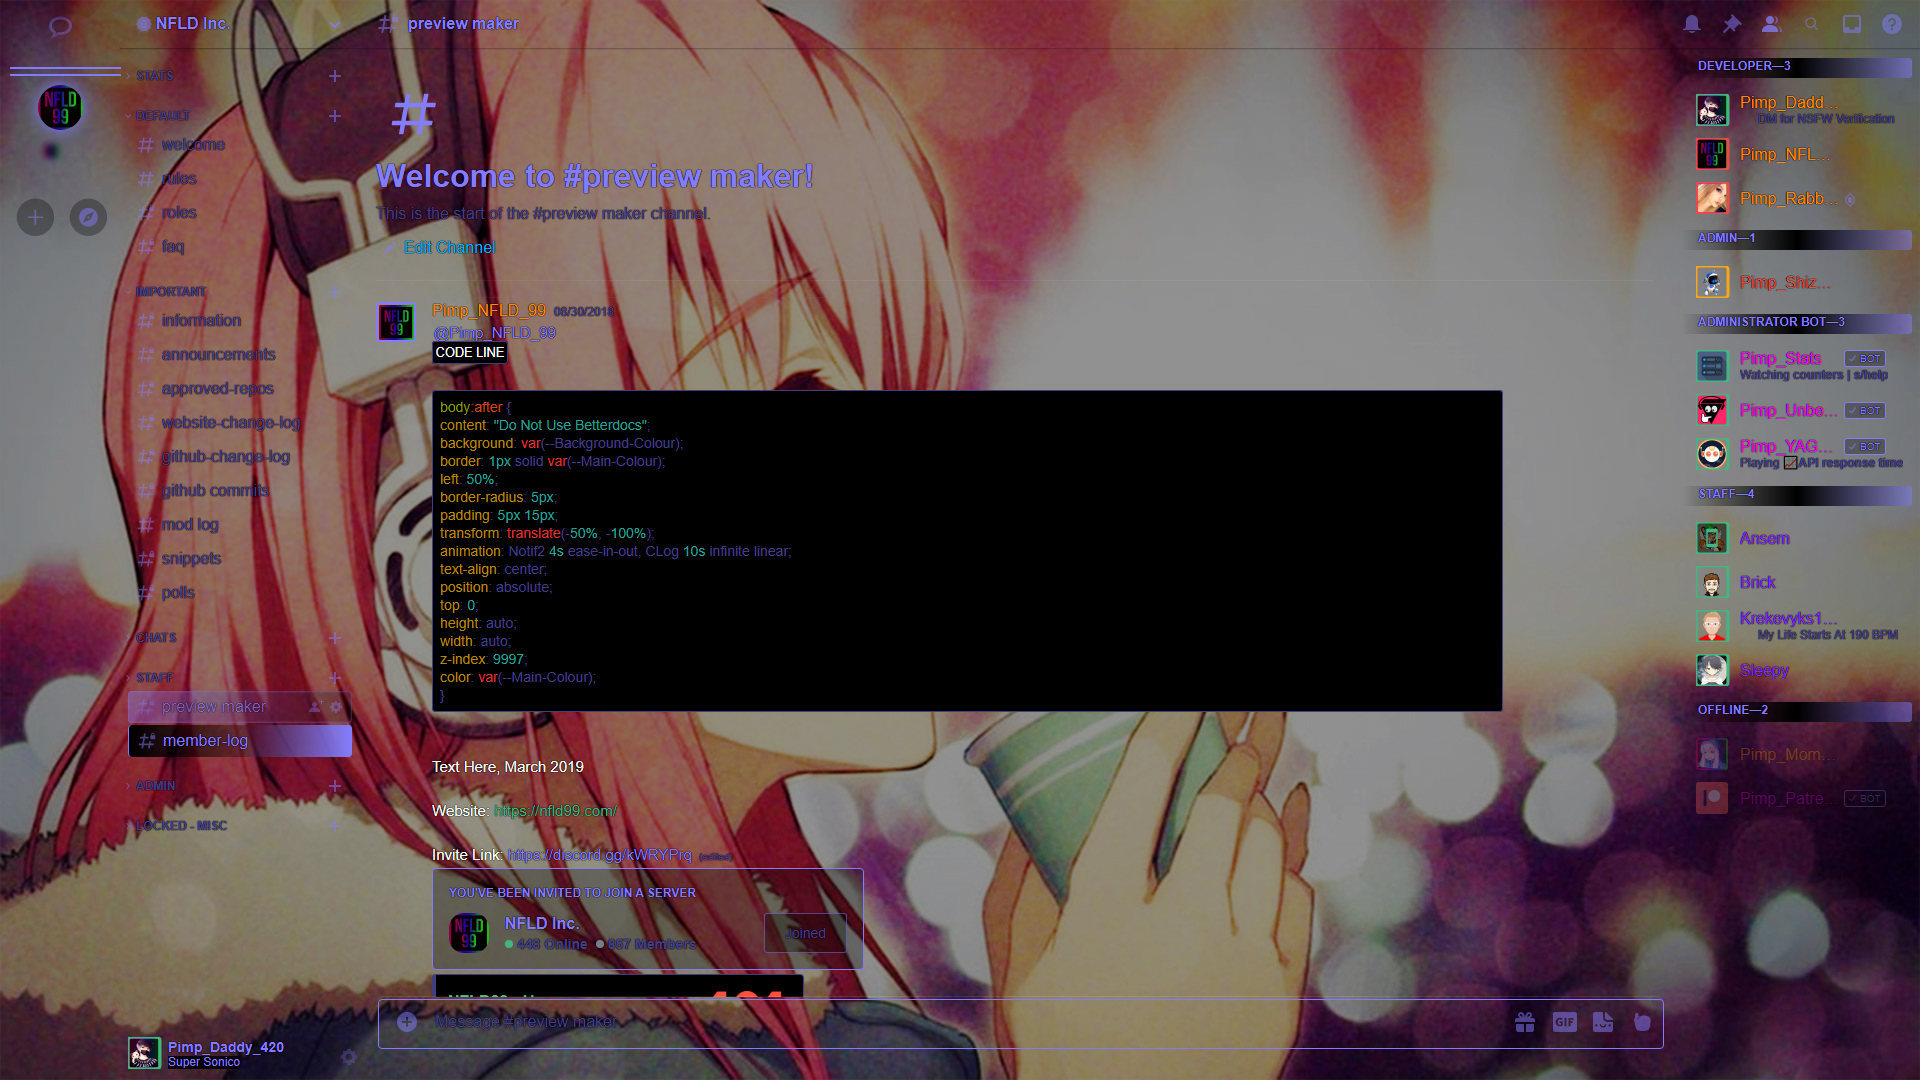 NFLD Inc.
STATS
DEFAULT
welcome
rules
roles
faq
IMPORTANT
information
announcements
approved-repos
website-change-log
github-change-log
github commits
mod log
snippets
polls
CHATS
STAFF
preview maker
member-log
ADMIN
LOCKED - MISC
Pimp_Daddy_420
Super Sonico
NFLD
99
preview maker
Welcome to #preview maker!
This is the start of the #preview maker channel.
Edit Channel
Pimp_NFLD_99 08/30/2018
@Pimp_NFLD_99
CODE LINE
body:after {
content: "Do Not Use Betterdocs";
background: var(--Background-Colour);
border: 1px solid var(--Main-Colour);
left: 50%;
border-radius: 5px;
padding: 5px 15px;
transform: translate(-50%, -100%);
animation: Notif2 4s ease-in-out, CLog 10s infinite linear;
text-align: center;
position: absolute;
top: 0;
height: auto;
width: auto;
z-index: 9997;
color: var(--Main-Colour);
}
Text Here, March 2019
Website: https://nfld99.com/
Invite Link: https://discord.gg/kWRYPrq (edited)
YOU'VE BEEN INVITED TO JOIN A SERVER
NFLD Inc.
Online 667 Members
Joined
Message #preview maker
GIF
DEVELOPER—3
Pimp_Dadd...
DM for NSFW Verification
Pimp_NFL...
Pimp_Rabb...
ADMIN—1
Pimp_Shiz...
ADMINISTRATOR BOT—3
Pimp_Stats BOT
Watching counters | s/help
Pimp_Unbe... BOT
Pimp_YAG... BOT
Playing 📈API response time
STAFF—4
Ansem
Brick
Krokevyks1...
My Life Starts At 190 BPM
Sleepy
OFFLINE—2
Pimp_Mom...
Pimp_Patre... BOT